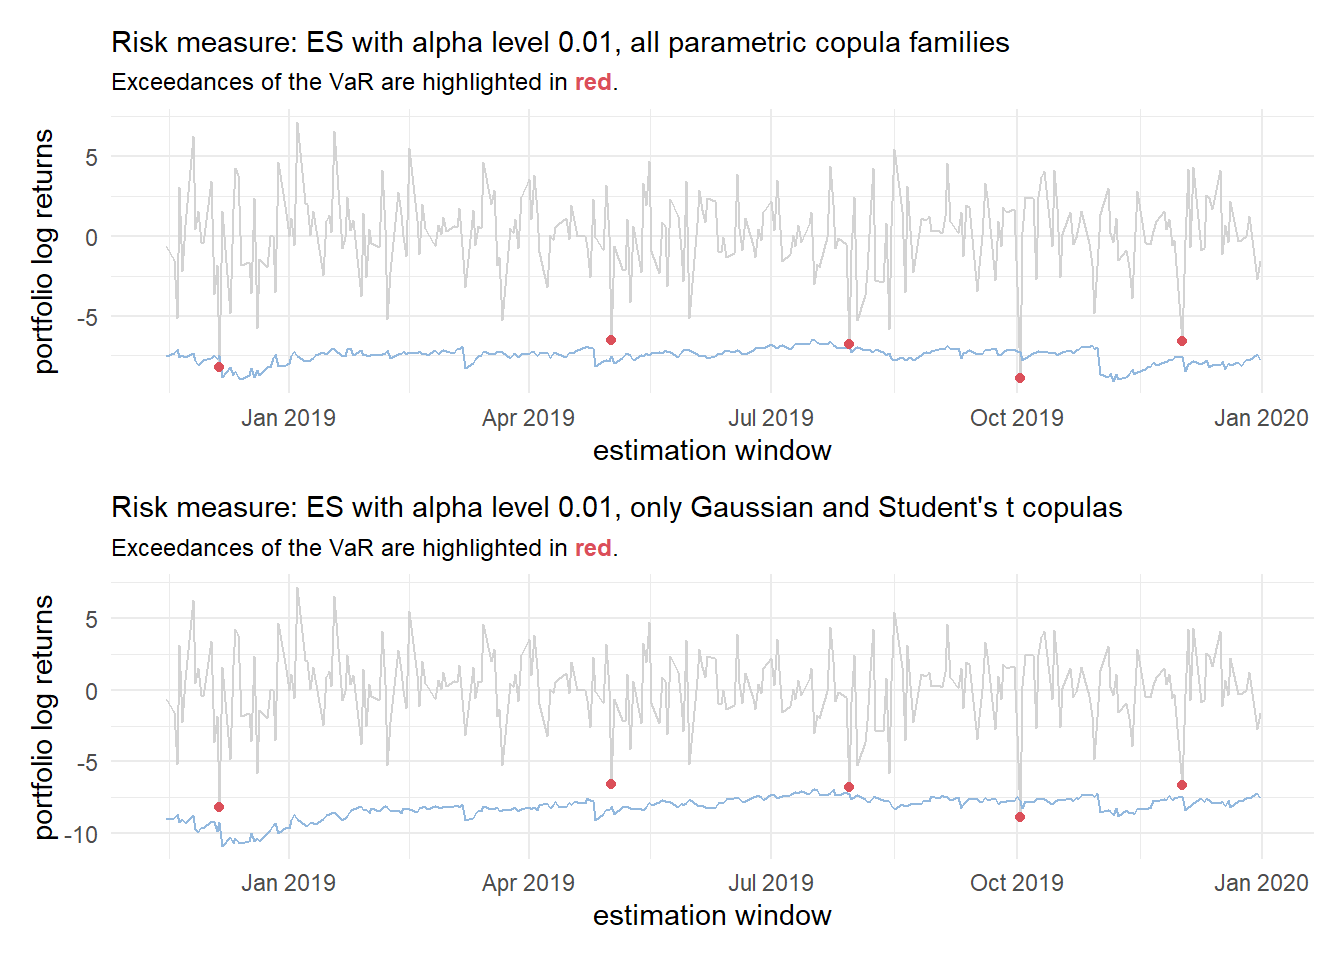 Risk measure: ES with alpha level 0.01, all parametric copula families
Exceedances of the VaR are highlighted in red.
portfolio log returns
5
0
-5
Jan 2019 Apr 2019 Jul 2019 Oct 2019 Jan 2020
estimation window
Risk measure: ES with alpha level 0.01, only Gaussian and Student's t copulas
Exceedances of the VaR are highlighted in red.
portfolio log returns
5
0
-5
-10
Jan 2019 Apr 2019 Jul 2019 Oct 2019 Jan 2020
estimation window